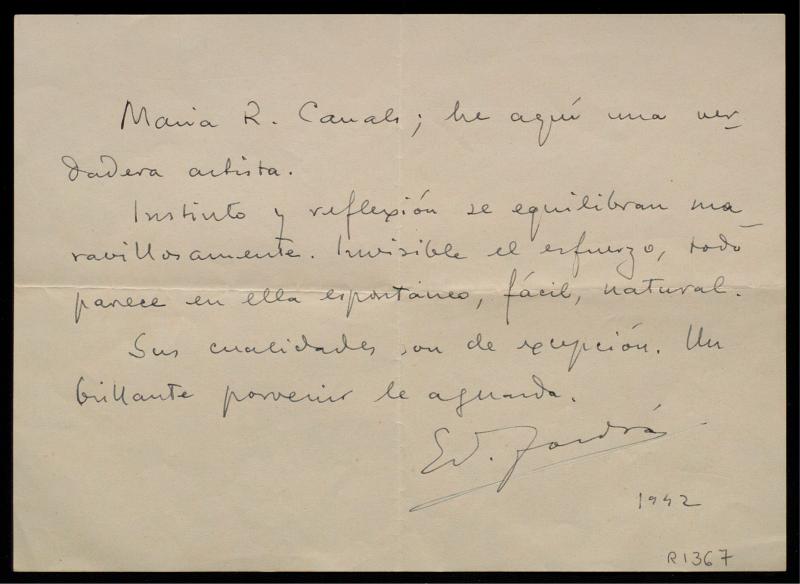 Maria R. Canals; he aquí una ver-
dadera artista.
Instinto y reflexión se equilibran ma-
ravillosamente. Invisible el esfuerzo, todo
parece en ella espontáneo, fácil, natural.
Sus cualidades son de excepción. Un
brillante porvenir le aguarda.
Ed.
1942
R1367